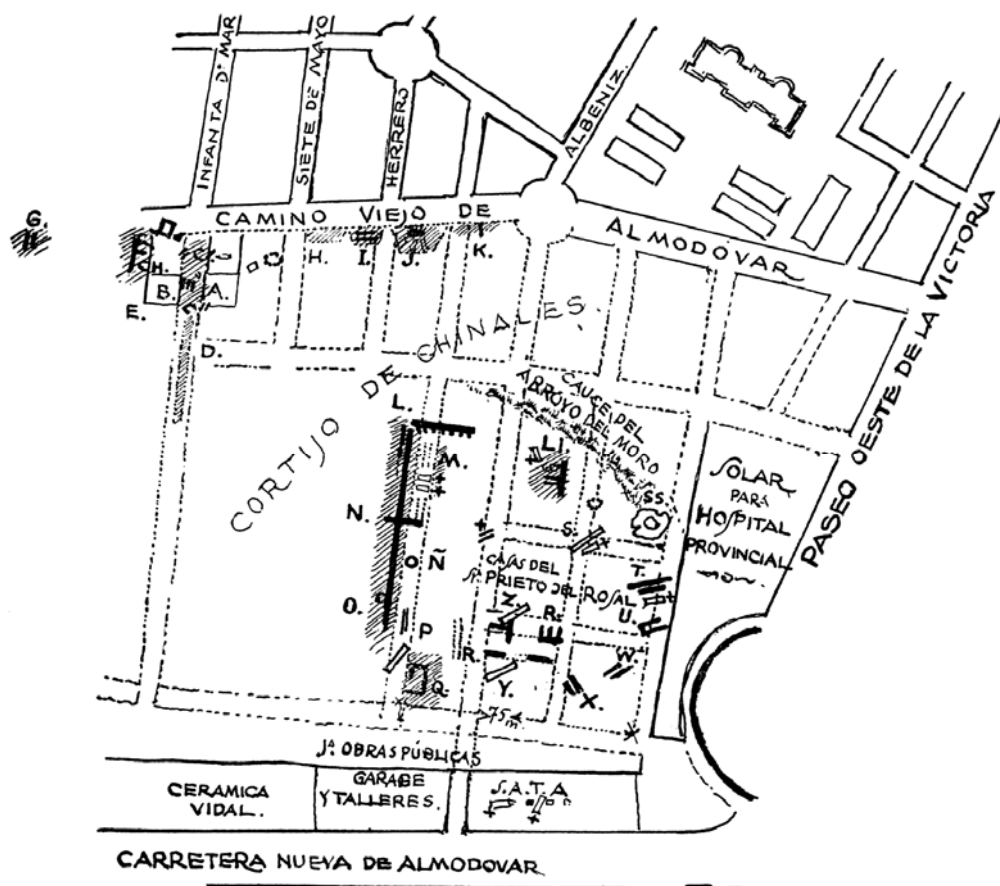 INFANTA Dª MAR
SIETE DE MAYO
HERRERO
ALBENIZ.
CAMINO VIEJO DE
ALMODOVAR
PASEO OESTE DE LA VICTORIA
G.
H.
H.
I.
J.
K.
C
B.
A.
E.
D.
CORTIJO DE CHINALES.
CAUCE DEL
ARROYO DEL MORO
L.
M.
LL
SS.
SOLAR
PARA
HOSPITAL
PROVINCIAL
N.
Ñ
S.
CASAS DEL
Sr. PRIETO DEL ROSAL
T.
O.
Z.
R.
U.
P
R.
W.
Q.
Y.
X.
75 m.
Jª OBRAS PÚBLICAS
CERAMICA
VIDAL.
GARAGE
Y TALLERES.
S.A.T.A
CARRETERA NUEVA DE ALMODOVAR